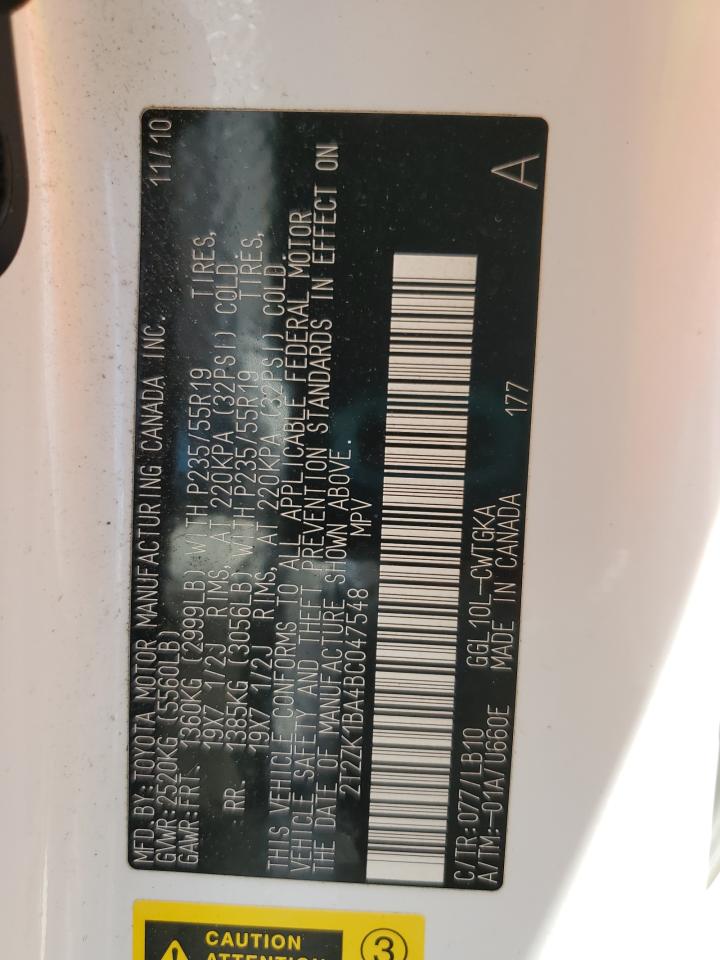 MFD BY:TOYOTA MOTOR MANUFACTURING CANADA INC. 11/10
GVWR:2520KG (5560LB)
GAWR:FRT. 1360KG (2999LB) WITH P235/55R19 TIRES,
19X7 1/2J RIMS, AT 220KPA (32PSI) COLD.
RR. 1385KG (3056LB) WITH P235/55R19 TIRES,
19X7 1/2J RIMS, AT 220KPA (32PSI) COLD.
THIS VEHICLE CONFORMS TO ALL APPLICABLE FEDERAL MOTOR
VEHICLE SAFETY AND THEFT PREVENTION STANDARDS IN EFFECT ON
THE DATE OF MANUFACTURE SHOWN ABOVE.
2T2ZK1BA4BC047548 MPV
C/TR:077/LB10 GGL10L-CWTGKA 177 A
A/TM:-01A/U660E MADE IN CANADA
CAUTION
ATTENTION
3